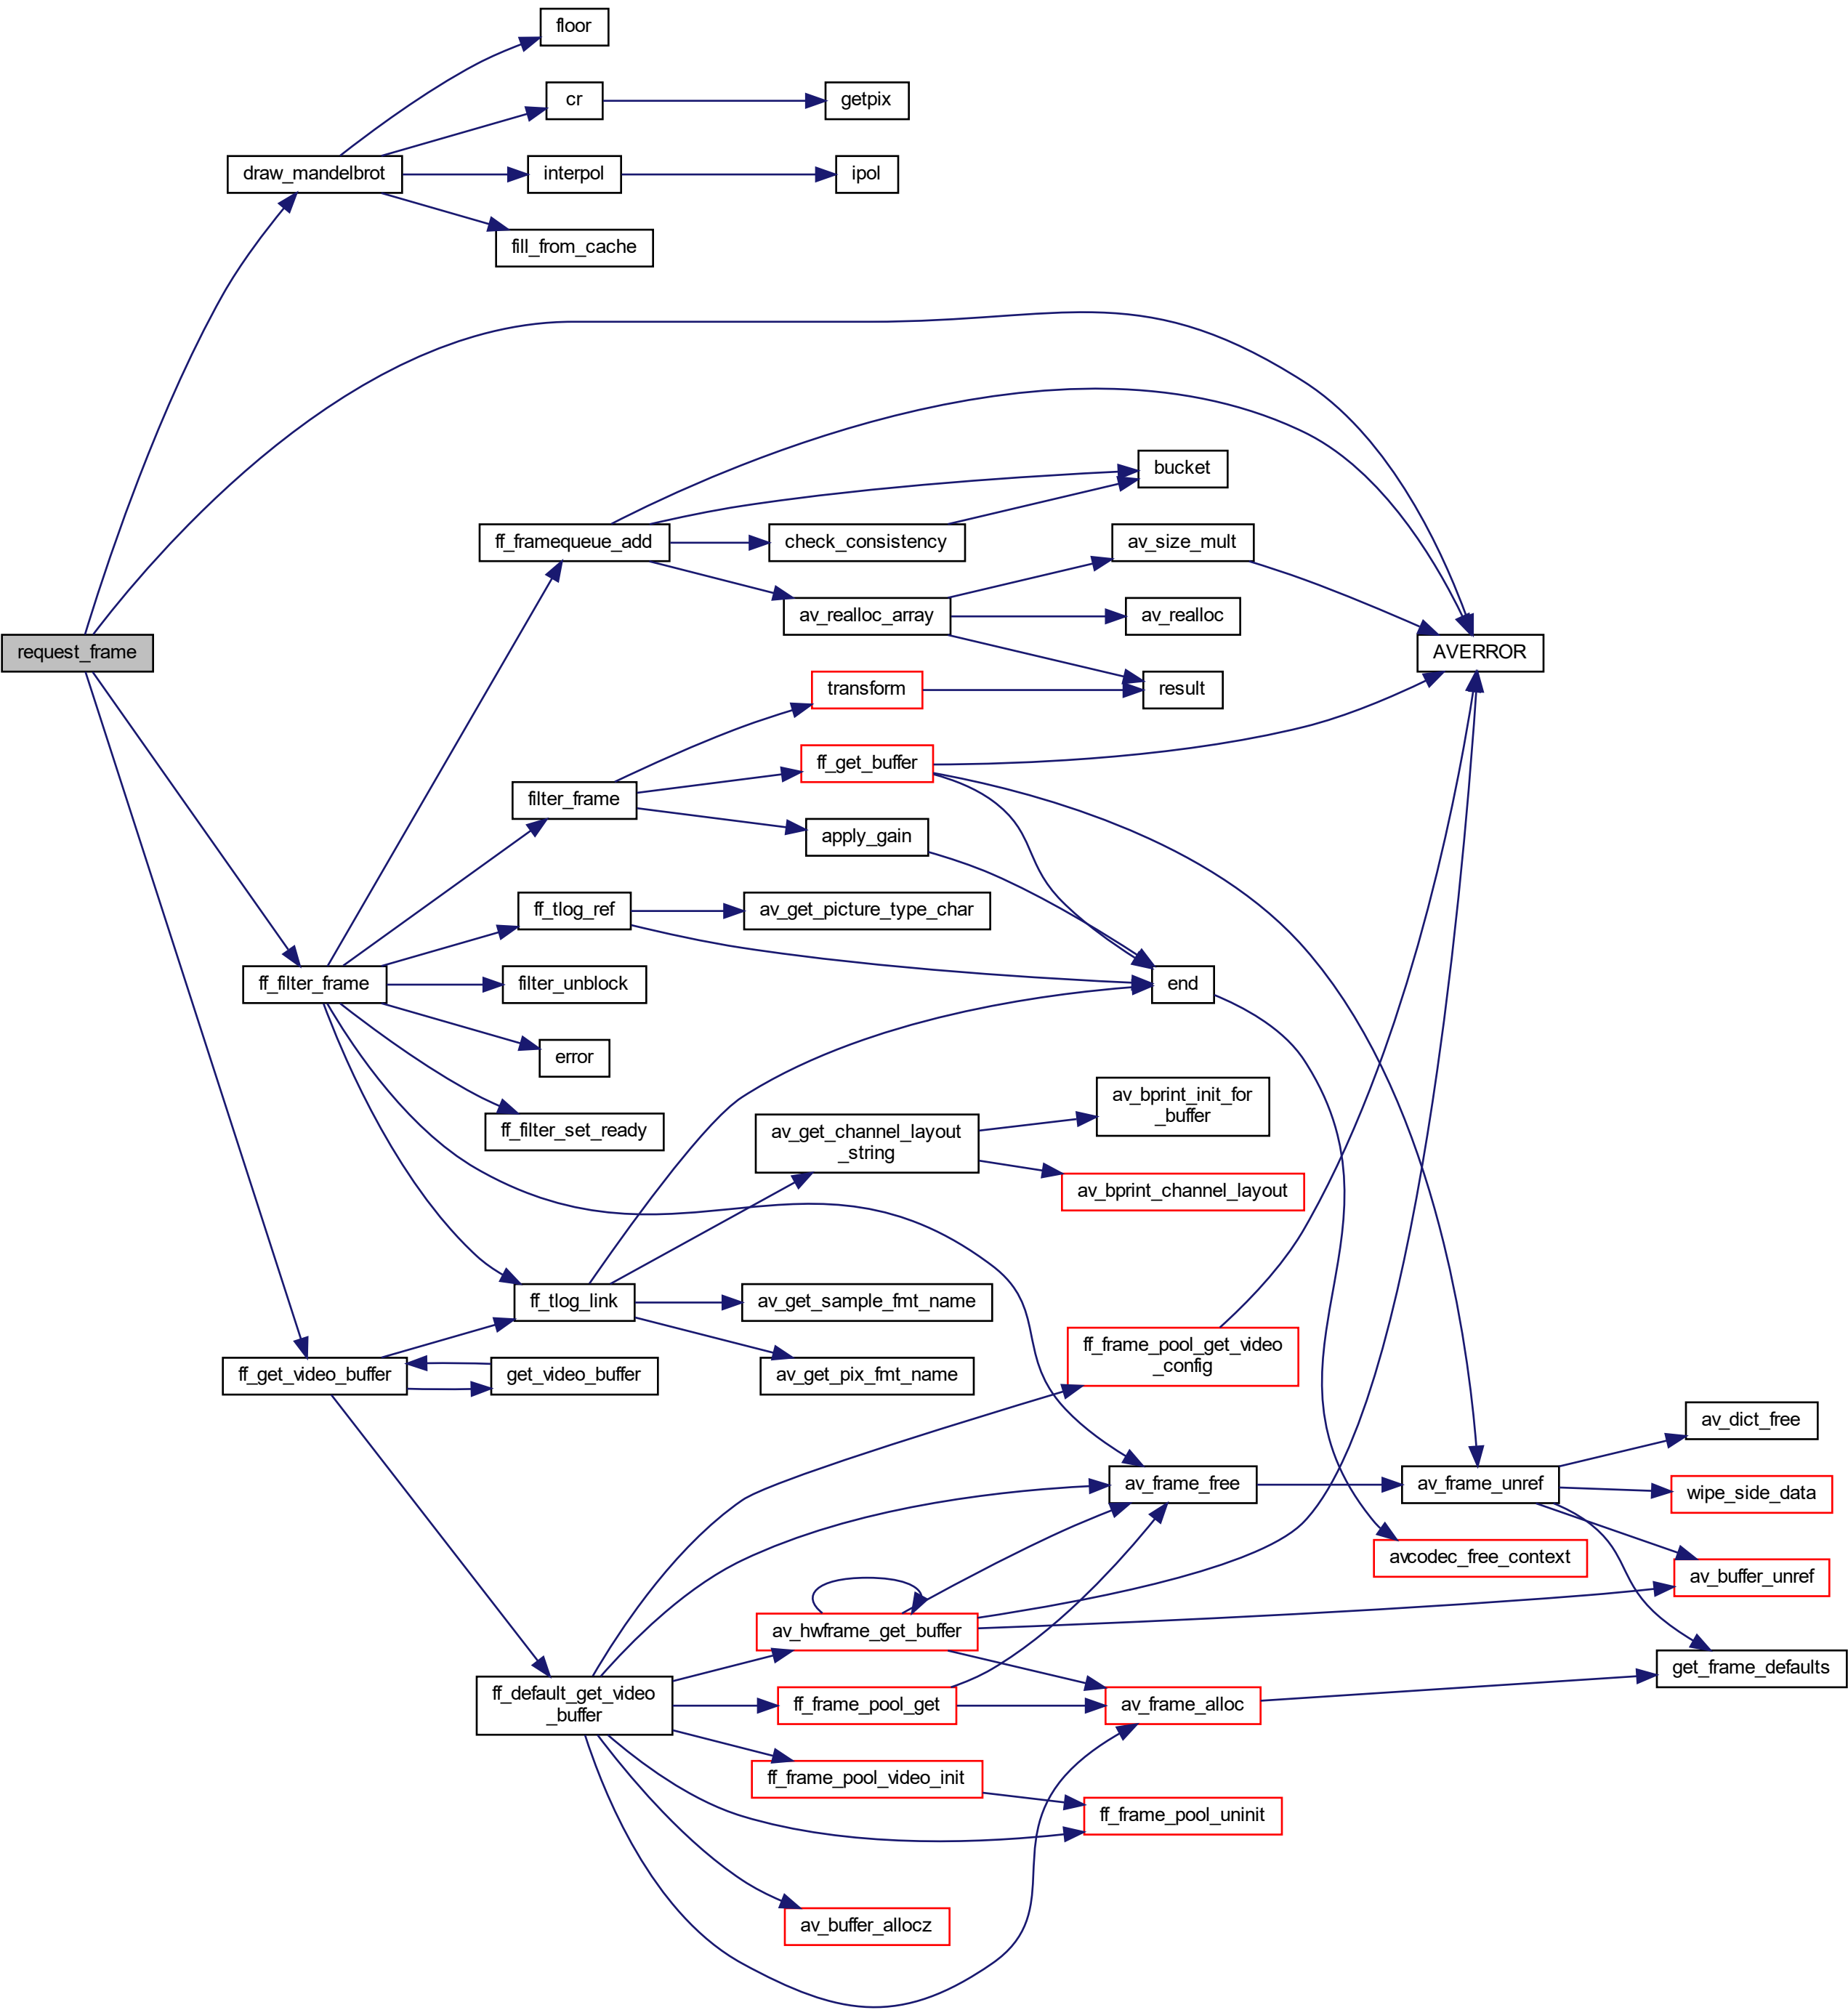 floor
cr
getpix
draw_mandelbrot
interpol
ipol
fill_from_cache
bucket
ff_framequeue_add
check_consistency
av_size_mult
av_realloc_array
av_realloc
request_frame
AVERROR
transform
result
ff_get_buffer
filter_frame
apply_gain
ff_tlog_ref
av_get_picture_type_char
ff_filter_frame
filter_unblock
end
error
av_bprint_init_for
_buffer
ff_filter_set_ready
av_get_channel_layout
_string
av_bprint_channel_layout
ff_tlog_link
av_get_sample_fmt_name
ff_frame_pool_get_video
_config
ff_get_video_buffer
get_video_buffer
av_get_pix_fmt_name
av_dict_free
av_frame_free
av_frame_unref
wipe_side_data
avcodec_free_context
av_buffer_unref
av_hwframe_get_buffer
get_frame_defaults
ff_default_get_video
_buffer
ff_frame_pool_get
av_frame_alloc
ff_frame_pool_video_init
ff_frame_pool_uninit
av_buffer_allocz